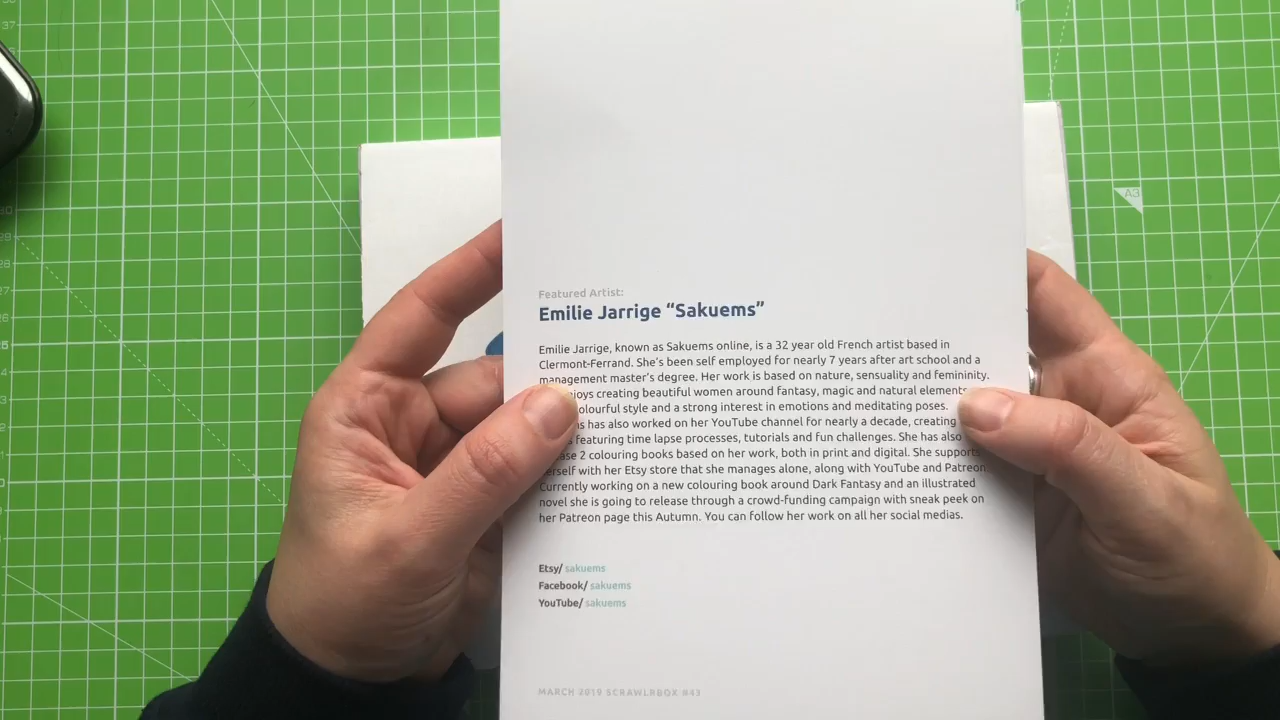 A3
Featured Artist:
Emilie Jarrige “Sakuems”
Emilie Jarrige, known as Sakuems online, is a 32 year old French artist based in
Clermont-Ferrand. She's been self employed for nearly 7 years after art school and a
management master's degree. Her work is based on nature, sensuality and femininity.
creating beautiful women around fantasy, magic and natural elements
colourful style and a strong interest in emotions and meditating poses.
has also worked on her YouTube channel for nearly a decade, creating
featuring time lapse processes, tutorials and fun challenges. She has also
2 colouring books based on her work, both in print and digital. She supports
herself with her Etsy store that she manages alone, along with YouTube and Patreon.
Currently working on a new colouring book around Dark Fantasy and an illustrated
novel she is going to release through a crowd-funding campaign with sneak peek on
her Patreon page this Autumn. You can follow her work on all her social medias.
Etsy/ sakuems
Facebook/ sakuems
YouTube/ sakuems
MARCH 2019 SCRAWLRBOX #43